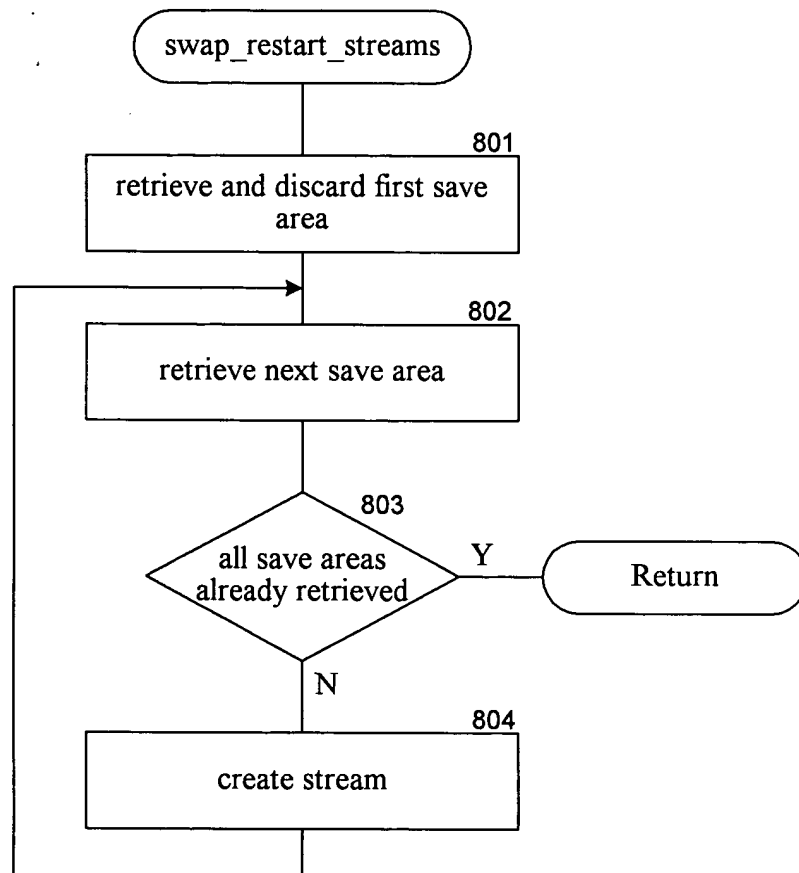 swap_restart_streams
801
retrieve and discard first save
area
802
retrieve next save area
803
all save areas
already retrieved
Y
Return
N
804
create stream